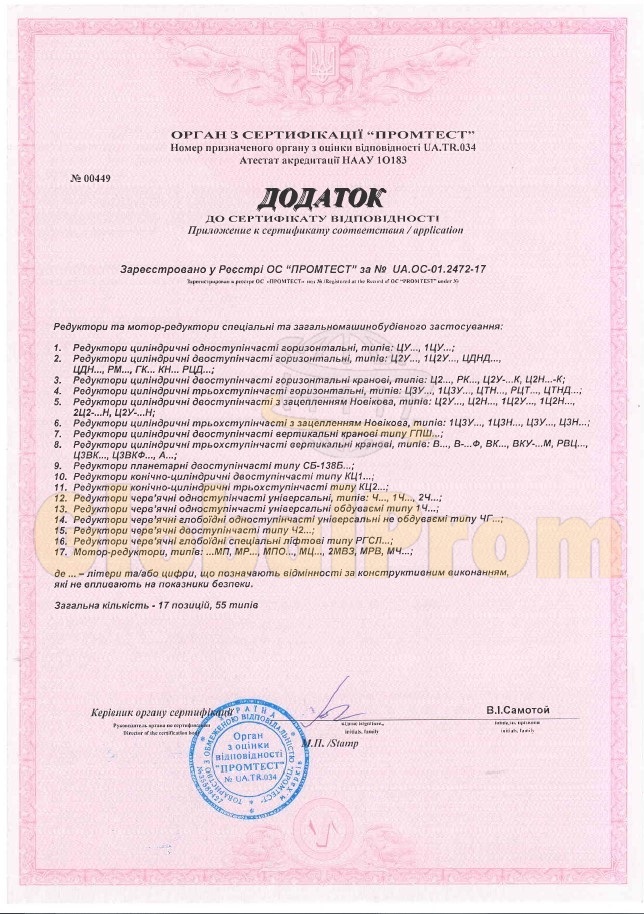 ОРГАН З СЕРТИФІКАЦІЇ “ПРОМТЕСТ”
Номер призначеного органу з оцінки відповідності UA.TR.034
Атестат акредитації НААУ 1О183
№ 00449
ДОДАТОК
ДО СЕРТИФІКАТУ ВІДПОВІДНОСТІ
Приложение к сертификату соответствия / application
Зареєстровано у Реєстрі ОС “ПРОМТЕСТ” за № UA.ОС-01.2472-17
Зарегистрировано в реестре ОС «ПРОМТЕСТ» под № (Registered at the Record of ОС “PROMTEST” under №)
Редуктори та мотор-редуктори спеціальні та загальномашинобудівного застосування:
1. Редуктори циліндричні одноступінчасті горизонтальні, типів: ЦУ..., 1ЦУ...;
2. Редуктори циліндричні двоступінчасті горизонтальні, типів: Ц2У..., 1Ц2У..., ЦДНД...,
ЦДН..., РМ..., ГК... КН... РЦД...;
3. Редуктори циліндричні двоступінчасті горизонтальні кранові, типів: Ц2..., РК..., Ц2У-...К, Ц2Н...-К;
4. Редуктори циліндричні трьохступінчасті горизонтальні, типів: Ц3У..., 1Ц3У..., ЦТН..., РЦТ..., ЦТНД...;
5. Редуктори циліндричні двоступінчасті з зацепленням Новікова, типів: Ц2У..., Ц2Н..., 1Ц2У..., 1Ц2Н...,
2Ц2-...Н, Ц2У-...Н;
6. Редуктори циліндричні трьохступінчасті з зацепленням Новікова, типів: 1Ц3У..., 1Ц3Н..., Ц3У..., Ц3Н...;
7. Редуктори циліндричні двоступінчасті вертикальні кранові типу ГПШ...;
8. Редуктори циліндричні трьохступінчасті вертикальні кранові, типів: В..., В-...Ф, ВК..., ВКУ-...М, РВЦ...,
Ц3ВК..., Ц3ВКФ..., А...;
9. Редуктори планетарні двоступінчасті типу СБ-138Б...;
10. Редуктори конічно-циліндричні двоступінчасті типу КЦ1...;
11. Редуктори конічно-циліндричні трьохступінчасті типу КЦ2...;
12. Редуктори черв'ячні одноступінчасті універсальні, типів: Ч..., 1Ч..., 2Ч...;
13. Редуктори черв'ячні одноступінчасті універсальні обдуваємі типу 1Ч...;
14. Редуктори черв'ячні глобоїдні одноступінчасті універсальні не обдуваємі типу ЧГ...;
15. Редуктори черв'ячні двоступінчасті типу Ч2...;
16. Редуктори черв'ячні глобоїдні спеціальні ліфтові типу РГСЛ...;
17. Мотор-редуктори, типів: ...МП, МР..., МПО..., МЦ..., 2МВЗ, МРВ, МЧ...;
де ... – літери та/або цифри, що позначають відмінності за конструктивним виконанням,
які не впливають на показники безпеки.
Загальна кількість - 17 позицій, 55 типів
GlobalProm
Керівник органу сертифікації
Руководитель органа по сертификации
Director of the certification body
В.І.Самотой
initials, family
initials, family
М.П. /Stamp
УКРАЇНА
ТОВАРИСТВО З ОБМЕЖЕНОЮ ВІДПОВІДАЛЬНІСТЮ "ПРОМТЕСТ"
Орган
з оцінки
відповідності
"ПРОМТЕСТ"
№ UA.TR.034